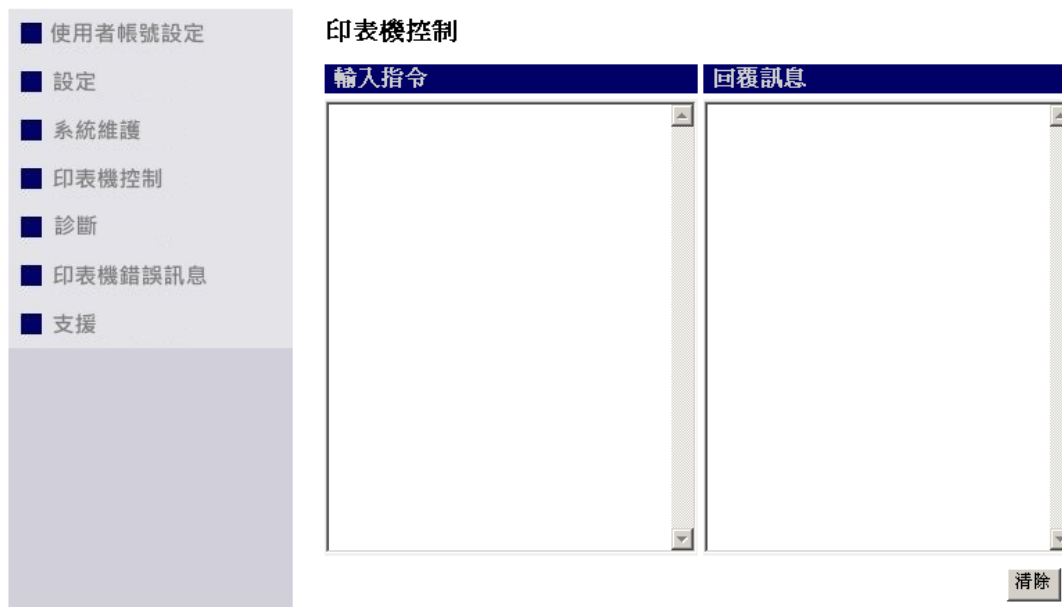 使用者帳號設定
設定
系統維護
印表機控制
診斷
印表機錯誤訊息
支援
印表機控制
輸入指令
回覆訊息
清除